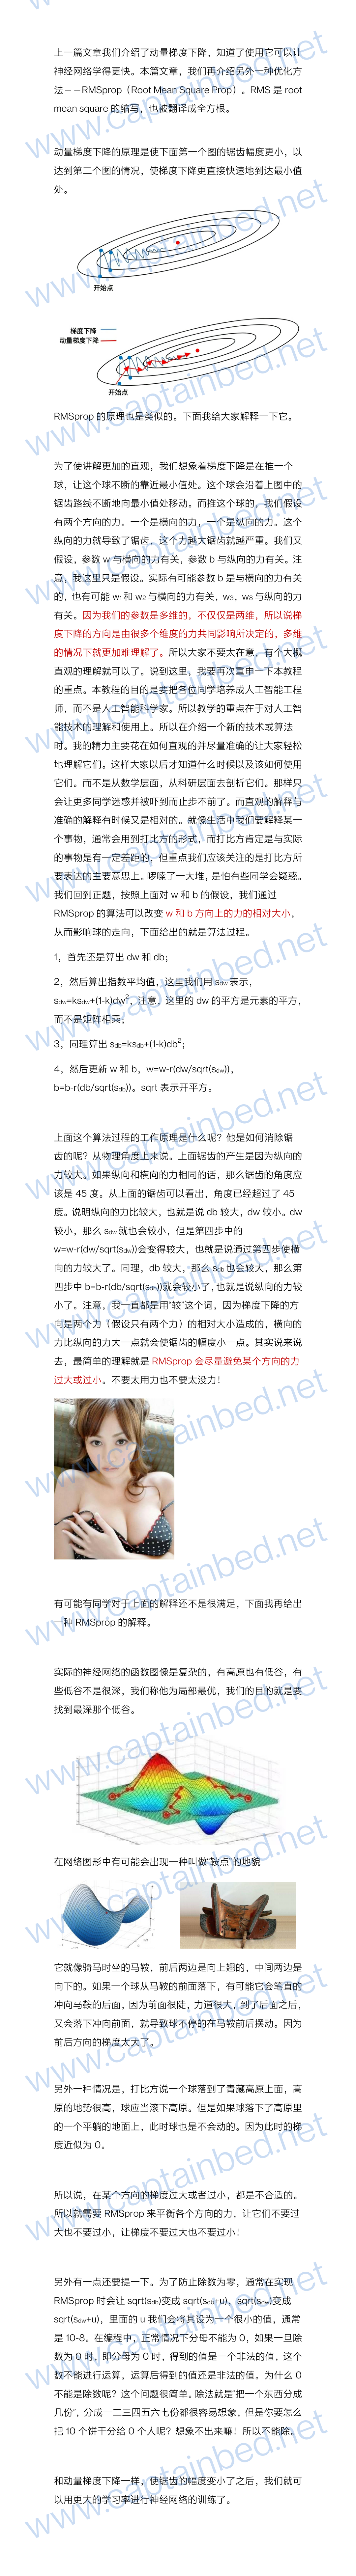 上一篇文章我们介绍了动量梯度下降，知道了使用它可以让
神经网络学得更快。本篇文章，我们再介绍另外一种优化方
法——RMSprop（Root Mean Square Prop）。RMS 是 root
mean square 的缩写，也被翻译成全方根。
动量梯度下降的原理是使下面第一个图的锯齿幅度更小，以
达到第二个图的情况，使梯度下降更直接快速地到达最小值
处。
开始点
梯度下降
动量梯度下降
开始点
RMSprop 的原理也是类似的。下面我给大家解释一下它。
为了使讲解更加的直观，我们想象着梯度下降是在推一个
球，让这个球不断的靠近最小值处。这个球会沿着上图中的
锯齿路线不断地向最小值处移动。而推这个球的，我们假设
有两个方向的力。一个是横向的力，一个是纵向的力。这个
纵向的力就导致了锯齿，这个力越大锯齿就越严重。我们又
假设，参数 w 与横向的力有关，参数 b 与纵向的力有关。注
意，我这里只是假设。实际有可能参数 b 是与横向的力有关
的，也有可能 w1 和 w2 与横向的力有关，w3，w8 与纵向的力
有关。因为我们的参数是多维的，不仅仅是两维，所以说梯
度下降的方向是由很多个维度的力共同影响所决定的，多维
的情况下就更加难理解了。所以大家不要太在意，有个大概
直观的理解就可以了。说到这里，我要再次重申一下本教程
的重点。本教程的目的是要把各位同学培养成人工智能工程
师，而不是人工智能科学家。所以教学的重点在于对人工智
能技术的理解和使用上。所以在介绍一个新的技术或算法
时。我的精力主要花在如何直观的并尽量准确的让大家轻松
地理解它们。这样大家以后才知道什么时候以及该如何使用
它们。而不是从数学层面，从科研层面去剖析它们。那样只
会让更多同学迷惑并被吓到而止步不前了。而直观的解释与
准确的解释有时候又是相对的。就像生活中我们要解释某一
个事物，通常会用到打比方的形式，而打比方肯定是与实际
的事物是有一定差距的，但重点我们应该关注的是打比方所
要表达的主要意思上。啰嗦了一大堆，是怕有些同学会疑惑。
我们回到正题，按照上面对 w 和 b 的假设，我们通过
RMSprop 的算法可以改变 w 和 b 方向上的力的相对大小，
从而影响球的走向，下面给出的就是算法过程。
1，首先还是算出 dw 和 db；
2，然后算出指数平均值，这里我们用 sdw 表示，
sdw=ksdw+(1-k)dw²，注意，这里的 dw 的平方是元素的平方，
而不是矩阵相乘；
3，同理算出 sdb=ksdb+(1-k)db²；
4，然后更新 w 和 b，w=w-r(dw/sqrt(sdw))，
b=b-r(db/sqrt(sdb))。sqrt 表示开平方。
上面这个算法过程的工作原理是什么呢？他是如何消除锯
齿的呢？从物理角度上来说。上面锯齿的产生是因为纵向的
力较大。如果纵向和横向的力相同的话，那么锯齿的角度应
该是 45 度。从上面的锯齿可以看出，角度已经超过了 45
度。说明纵向的力比较大，也就是说 db 较大，dw 较小。dw
较小，那么 sdw 就也会较小，但是第四步中的
w=w-r(dw/sqrt(sdw))会变得较大，也就是说通过第四步使横
向的力较大了。同理，db 较大，那么 sdb 也会较大，那么第
四步中 b=b-r(db/sqrt(sdb))就会较小了，也就是说纵向的力较
小了。注意，我一直都是用“较”这个词，因为梯度下降的方
向是两个力（假设只有两个力）的相对大小造成的，横向的
力比纵向的力大一点就会使锯齿的幅度小一点。其实说来说
去，最简单的理解就是 RMSprop 会尽量避免某个方向的力
过大或过小。不要太用力也不要太没力！
有可能有同学对于上面的解释还不是很满足，下面我再给出
一种 RMSprop 的解释。
实际的神经网络的函数图像是复杂的，有高原也有低谷，有
些低谷不是很深，我们称他为局部最优，我们的目的就是要
找到最深那个低谷。
在网络图形中有可能会出现一种叫做“鞍点”的地貌
它就像骑马时坐的马鞍，前后两边是向上翘的，中间两边是
向下的。如果一个球从马鞍的前面落下，有可能它会笔直的
冲向马鞍的后面，因为前面很陡，力道很大，到了后面之后，
又会落下冲向前面，就导致球不停的在马鞍前后摆动。因为
前后方向的梯度太大了。
另外一种情况是，打比方说一个球落到了青藏高原上面，高
原的地势很高，球应当滚下高原。但是如果球落下了高原里
的一个平躺的地面上，此时球也是不会动的。因为此时的梯
度近似为 0。
所以说，在某个方向的梯度过大或者过小，都是不合适的。
所以就需要 RMSprop 来平衡各个方向的力，让它们不要过
大也不要过小，让梯度不要过大也不要过小！
另外有一点还要提一下。为了防止除数为零，通常在实现
RMSprop 时会让 sqrt(sdb)变成 sqrt(sdb+u)，sqrt(sdw)变成
sqrt(sdw+u)，里面的 u 我们会将其设为一个很小的值，通常
是 10-8。在编程中，正常情况下分母不能为 0，如果一旦除
数为 0 时，即分母为 0 时，得到的值是一个非法的值，这个
数不能进行运算，运算后得到的值还是非法的值。为什么 0
不能是除数呢？这个问题很简单。除法就是“把一个东西分成
几份”，分成一二三四五六七份都很容易想象，但是你要怎么
把 10 个饼干分给 0 个人呢？想象不出来嘛！所以不能除。
和动量梯度下降一样，使锯齿的幅度变小了之后，我们就可
以用更大的学习率进行神经网络的训练了。
www.captainbed.net